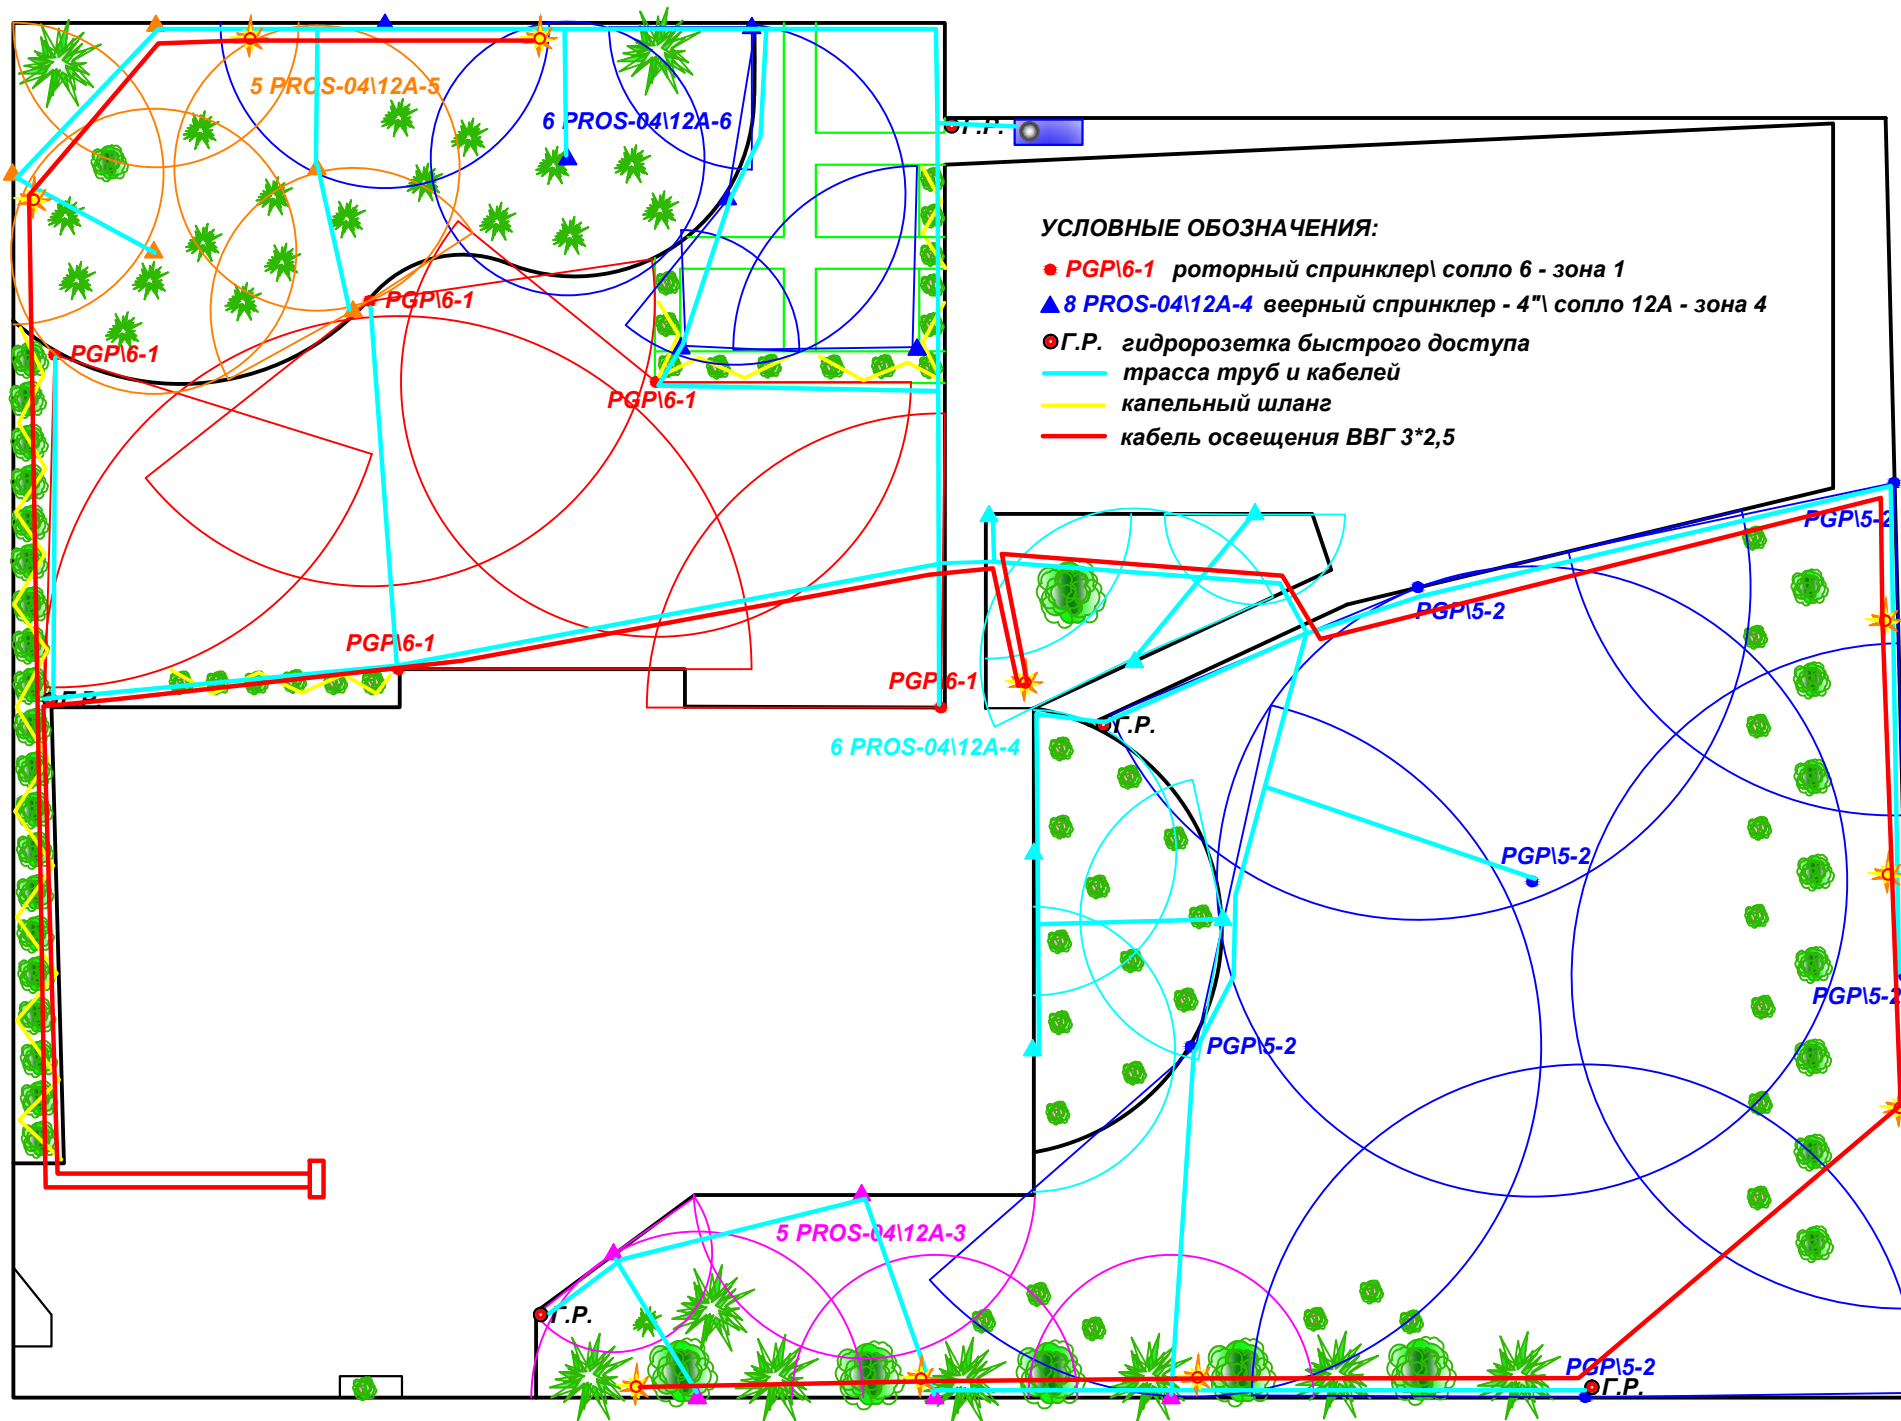 5 PROS-04\12A-5
6 PROS-04\12A-6
Г.Р.
УСЛОВНЫЕ ОБОЗНАЧЕНИЯ:
PGP\6-1 роторный спринклер\ сопло 6 - зона 1
8 PROS-04\12A-4 веерный спринклер - 4"\ сопло 12А - зона 4
Г.Р. гидророзетка быстрого доступа
трасса труб и кабелей
капельный шланг
кабель освещения ВВГ 3*2,5
PGP\6-1
PGP\6-1
PGP\6-1
PGP\5-2
PGP\5-2
PGP\6-1
PGP\6-1
Г.Р.
Г.Р.
6 PROS-04\12A-4
PGP\5-2
PGP\5-2
PGP\5-2
5 PROS-04\12A-3
Г.Р.
PGP\5-2
Г.Р.